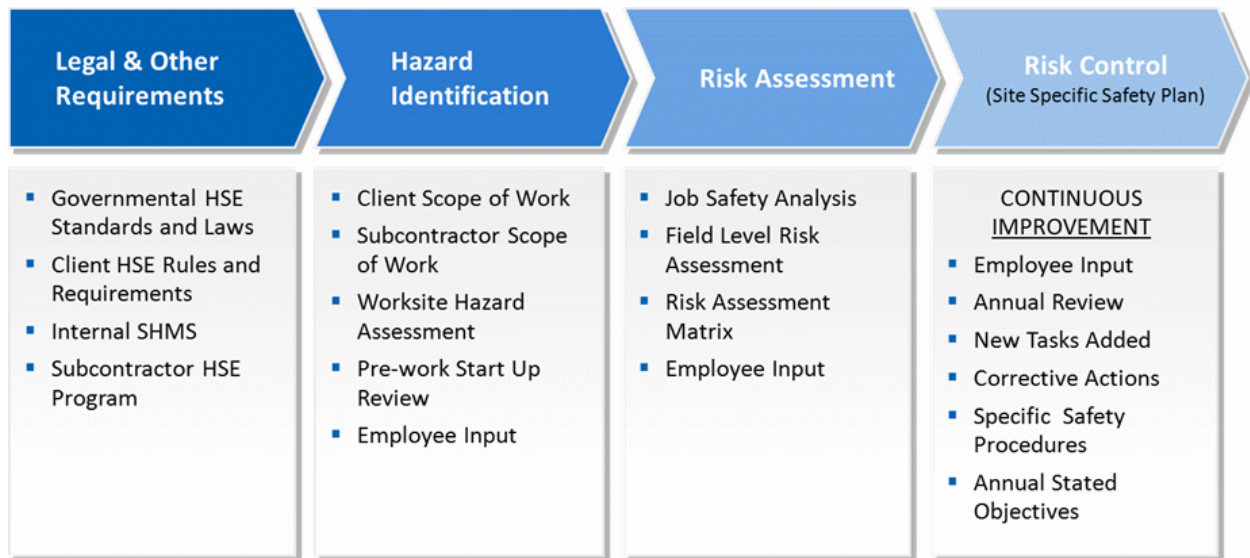 Legal & Other
Requirements
Hazard
Identification
Risk Assessment
Risk Control
(Site Specific Safety Plan)
▪ Governmental HSE
Standards and Laws
▪ Client HSE Rules and
Requirements
▪ Internal SHMS
▪ Subcontractor HSE
Program
▪ Client Scope of Work
▪ Subcontractor Scope
of Work
▪ Worksite Hazard
Assessment
▪ Pre-work Start Up
Review
▪ Employee Input
▪ Job Safety Analysis
▪ Field Level Risk
Assessment
▪ Risk Assessment
Matrix
▪ Employee Input
CONTINUOUS
IMPROVEMENT
▪ Employee Input
▪ Annual Review
▪ New Tasks Added
▪ Corrective Actions
▪ Specific Safety
Procedures
▪ Annual Stated
Objectives